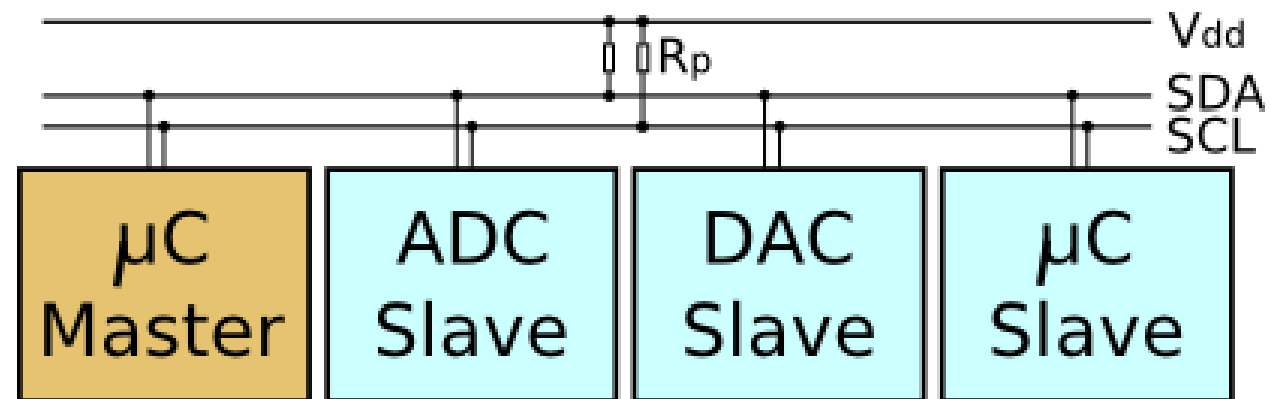 Vdd
Rp
SDA
SCL
µC
Master
ADC
Slave
DAC
Slave
µC
Slave